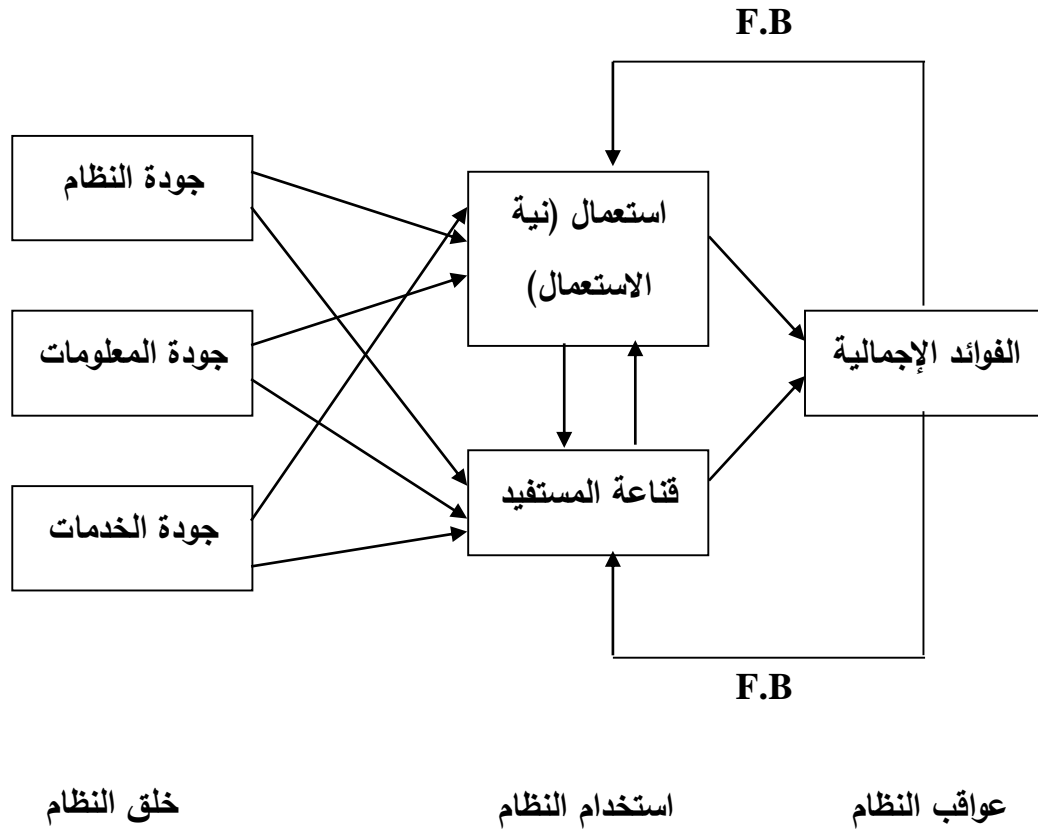 F.B
جودة النظام
استعمال (نية
الاستعمال)
جودة المعلومات
الفوائد الإجمالية
قناعة المستفيد
جودة الخدمات
F.B
خلق النظام
استخدام النظام
عواقب النظام